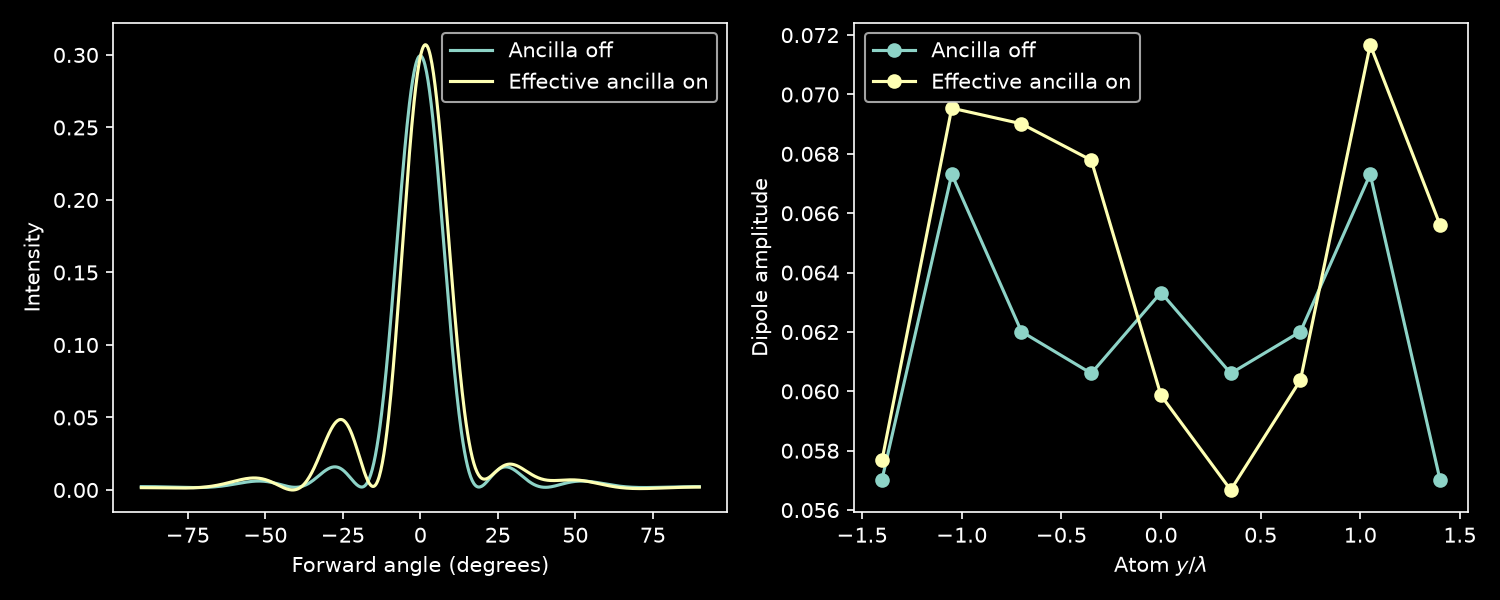 Intensity
0.30
0.25
0.20
0.15
0.10
0.05
0.00
−75 −50 −25 0 25 50 75
Forward angle (degrees)
Ancilla off
Effective ancilla on
Dipole amplitude
0.072
0.070
0.068
0.066
0.064
0.062
0.060
0.058
0.056
−1.5 −1.0 −0.5 0.0 0.5 1.0 1.5
Atom y/λ
Ancilla off
Effective ancilla on